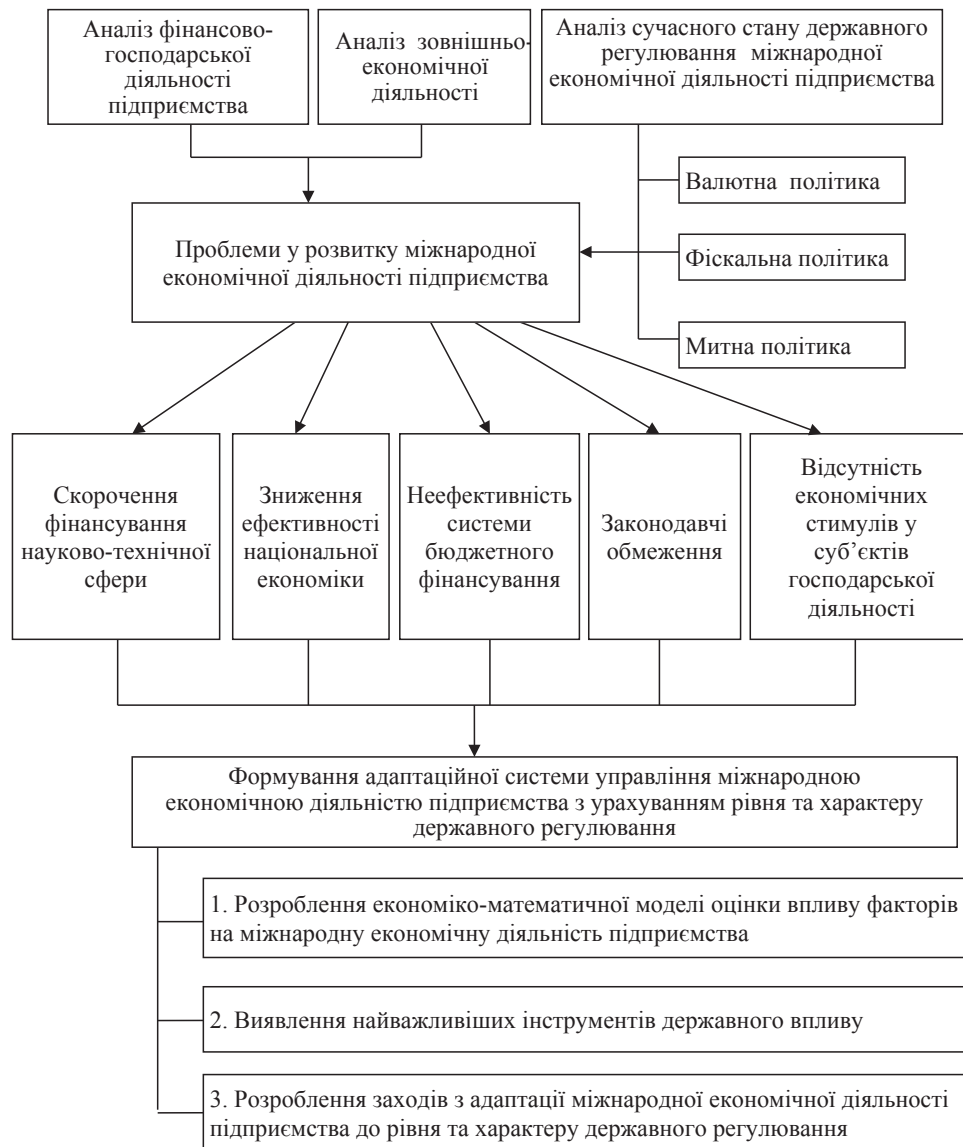 Аналіз фінансово-
господарської
діяльності
підприємства
Аналіз зовнішньо-
економічної
діяльності
Аналіз сучасного стану державного
регулювання міжнародної
економічної діяльності підприємства
Валютна політика
Проблеми у розвитку міжнародної
економічної діяльності підприємства
Фіскальна політика
Митна політика
Скорочення
фінансування
науково-технічної
сфери
Зниження
ефективності
національної
економіки
Неефективність
системи
бюджетного
фінансування
Законодавчі
обмеження
Відсутність
економічних
стимулів у
суб’єктів
господарської
діяльності
Формування адаптаційної системи управління міжнародною
економічною діяльністю підприємства з урахуванням рівня та характеру
державного регулювання
1. Розроблення економіко-математичної моделі оцінки впливу факторів
на міжнародну економічну діяльність підприємства
2. Виявлення найважливіших інструментів державного впливу
3. Розроблення заходів з адаптації міжнародної економічної діяльності
підприємства до рівня та характеру державного регулювання